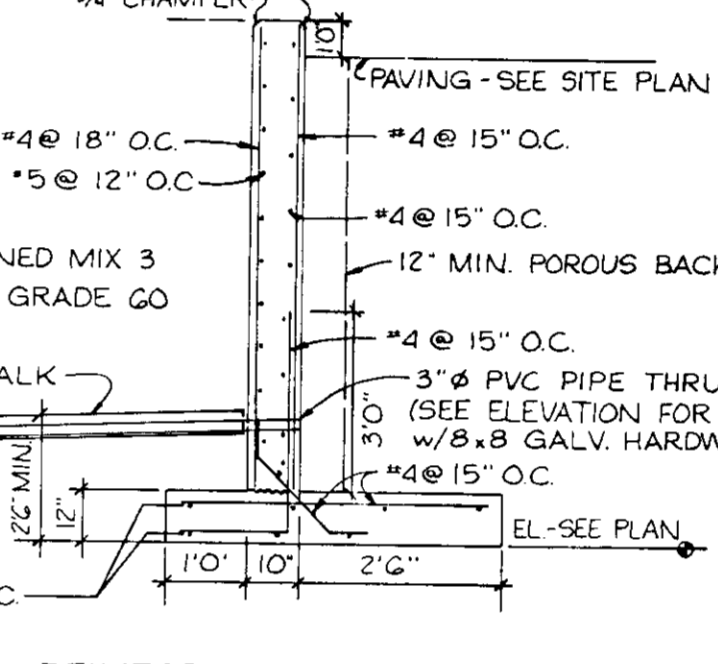 CHAMFER
1'0"
PAVING - SEE SITE PLAN
#4 @ 18" O.C.
#4 @ 15" O.C.
#5 @ 12" O.C
#4 @ 15" O.C.
NED MIX 3
12" MIN. POROUS BACK
GRADE 60
#4 @ 15" O.C.
ALK
3"Ø PVC PIPE THRU
(SEE ELEVATION FOR
w/8x8 GALV. HARDW
3'0"
2'6" MIN.
12"
#4@ 15" O.C.
EL.-SEE PLAN
1'0' 10" 2'6"
C.